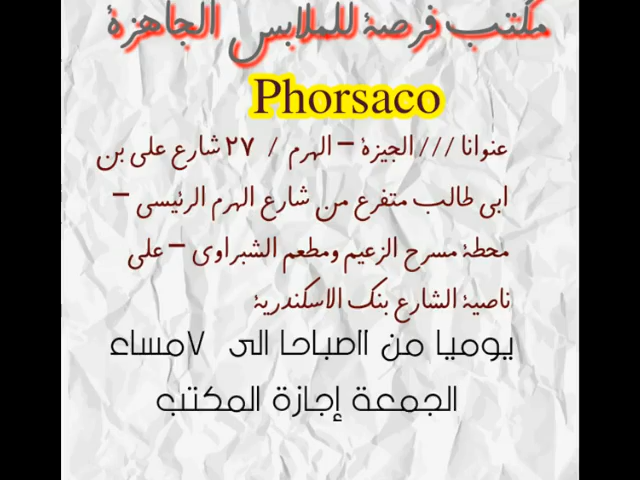 مكتب فرصة للملابس الجاهزة
Phorsaco
عنوانا /// الجيزة – الهرم / ٢٧ شارع على بن
ابى طالب متفرع من شارع الهرم الرئيسى –
محطة مسرح الزعيم ومطعم الشبراوى – على
ناصية الشارع بنك الاسكندرية
يوميا من ١١صباحا الى ٧مساء
الجمعة إجازة المكتب